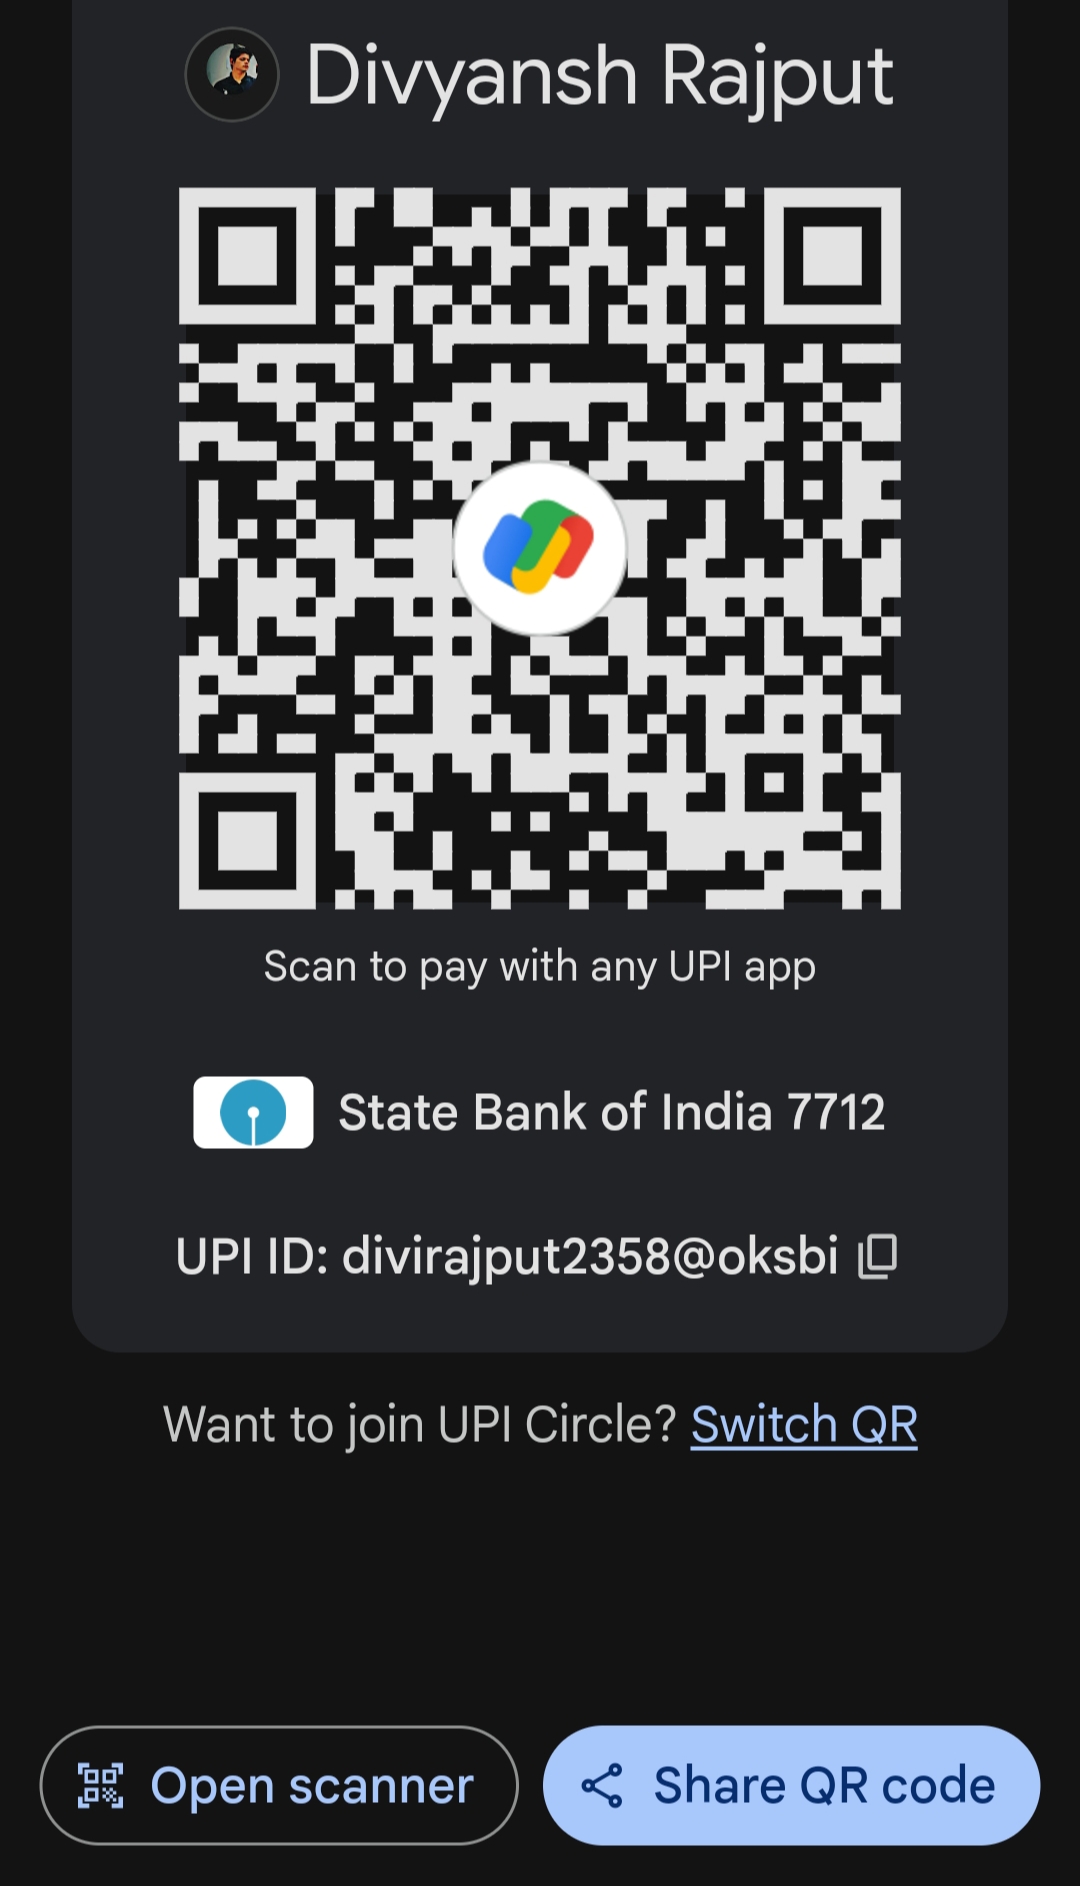 Divyansh Rajput
Scan to pay with any UPI app
State Bank of India 7712
UPI ID: divirajput2358@oksbi
Want to join UPI Circle? Switch QR
Open scanner
Share QR code